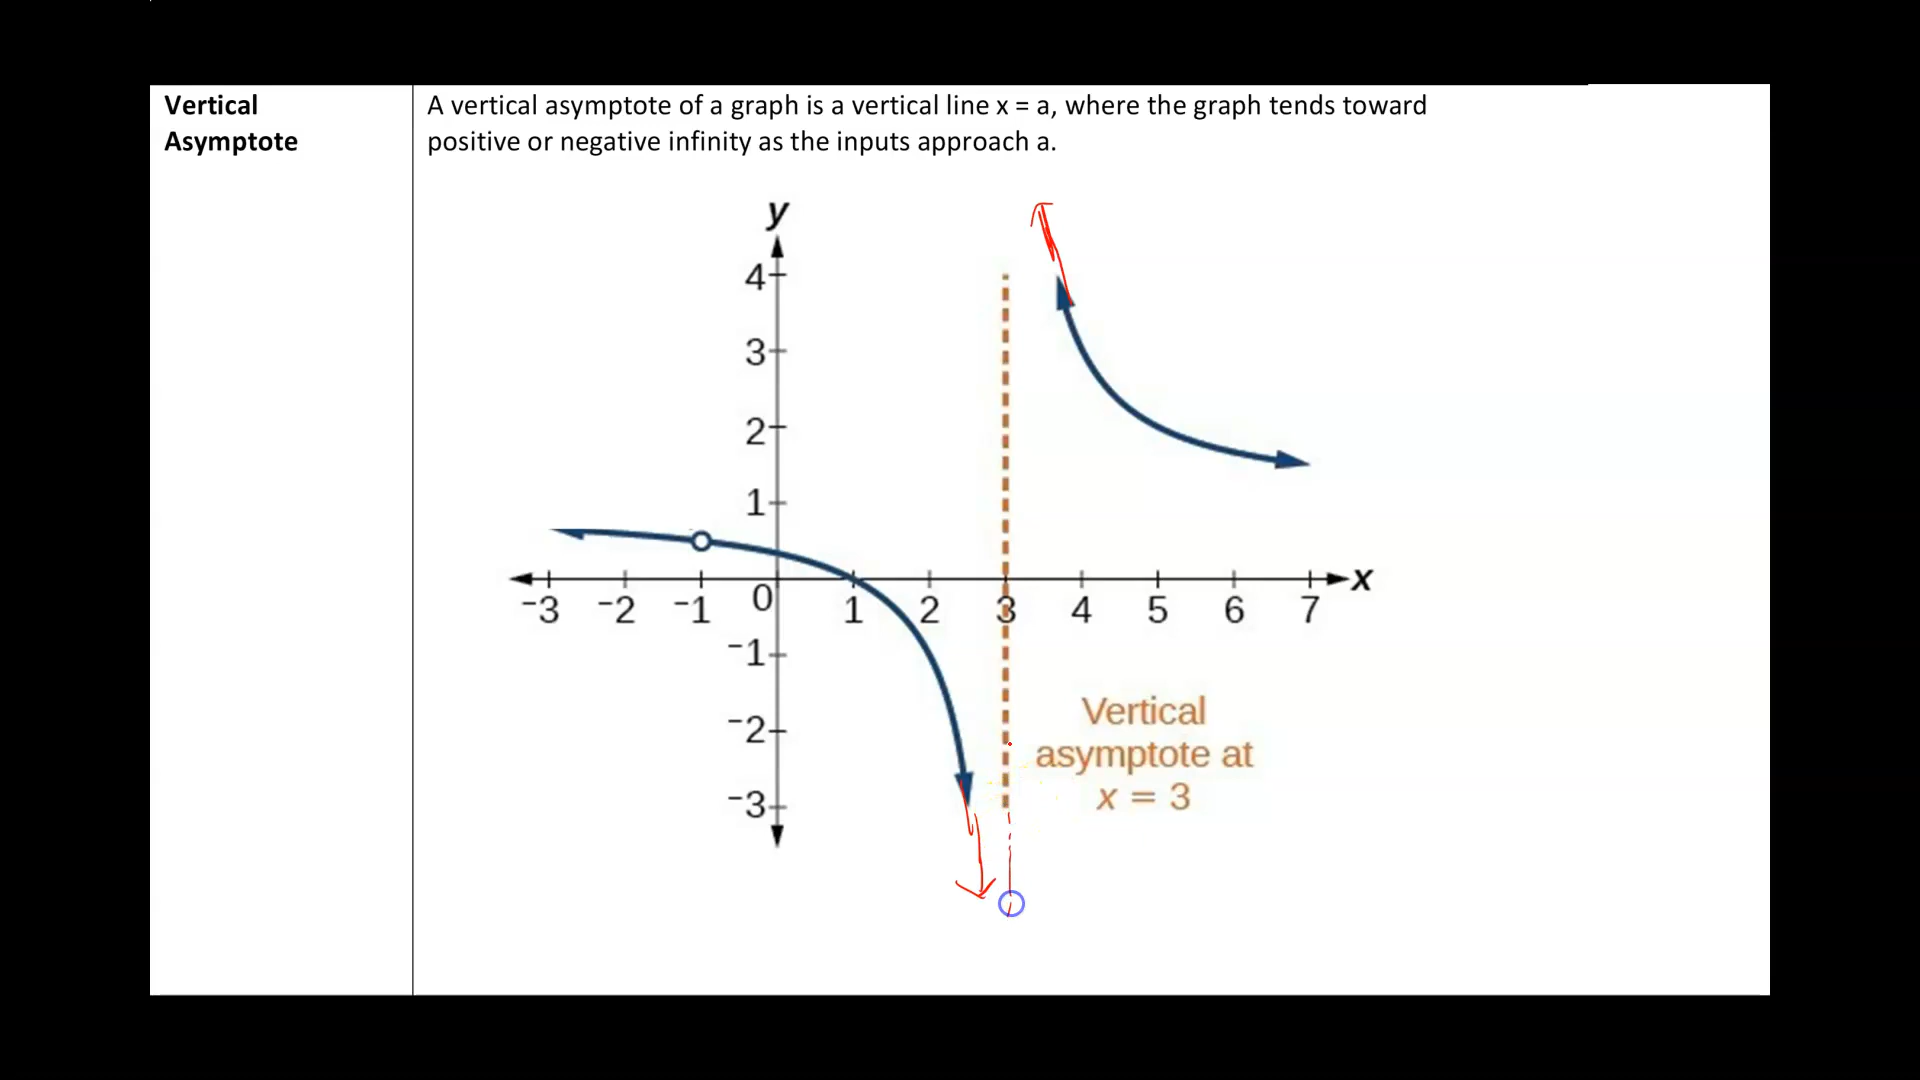 Vertical
Asymptote
A vertical asymptote of a graph is a vertical line x = a, where the graph tends toward
positive or negative infinity as the inputs approach a.
y
4
3
2
1
x
-3 -2 -1 0 1 2 3 4 5 6 7
-1
-2
-3
Vertical
asymptote at
x = 3